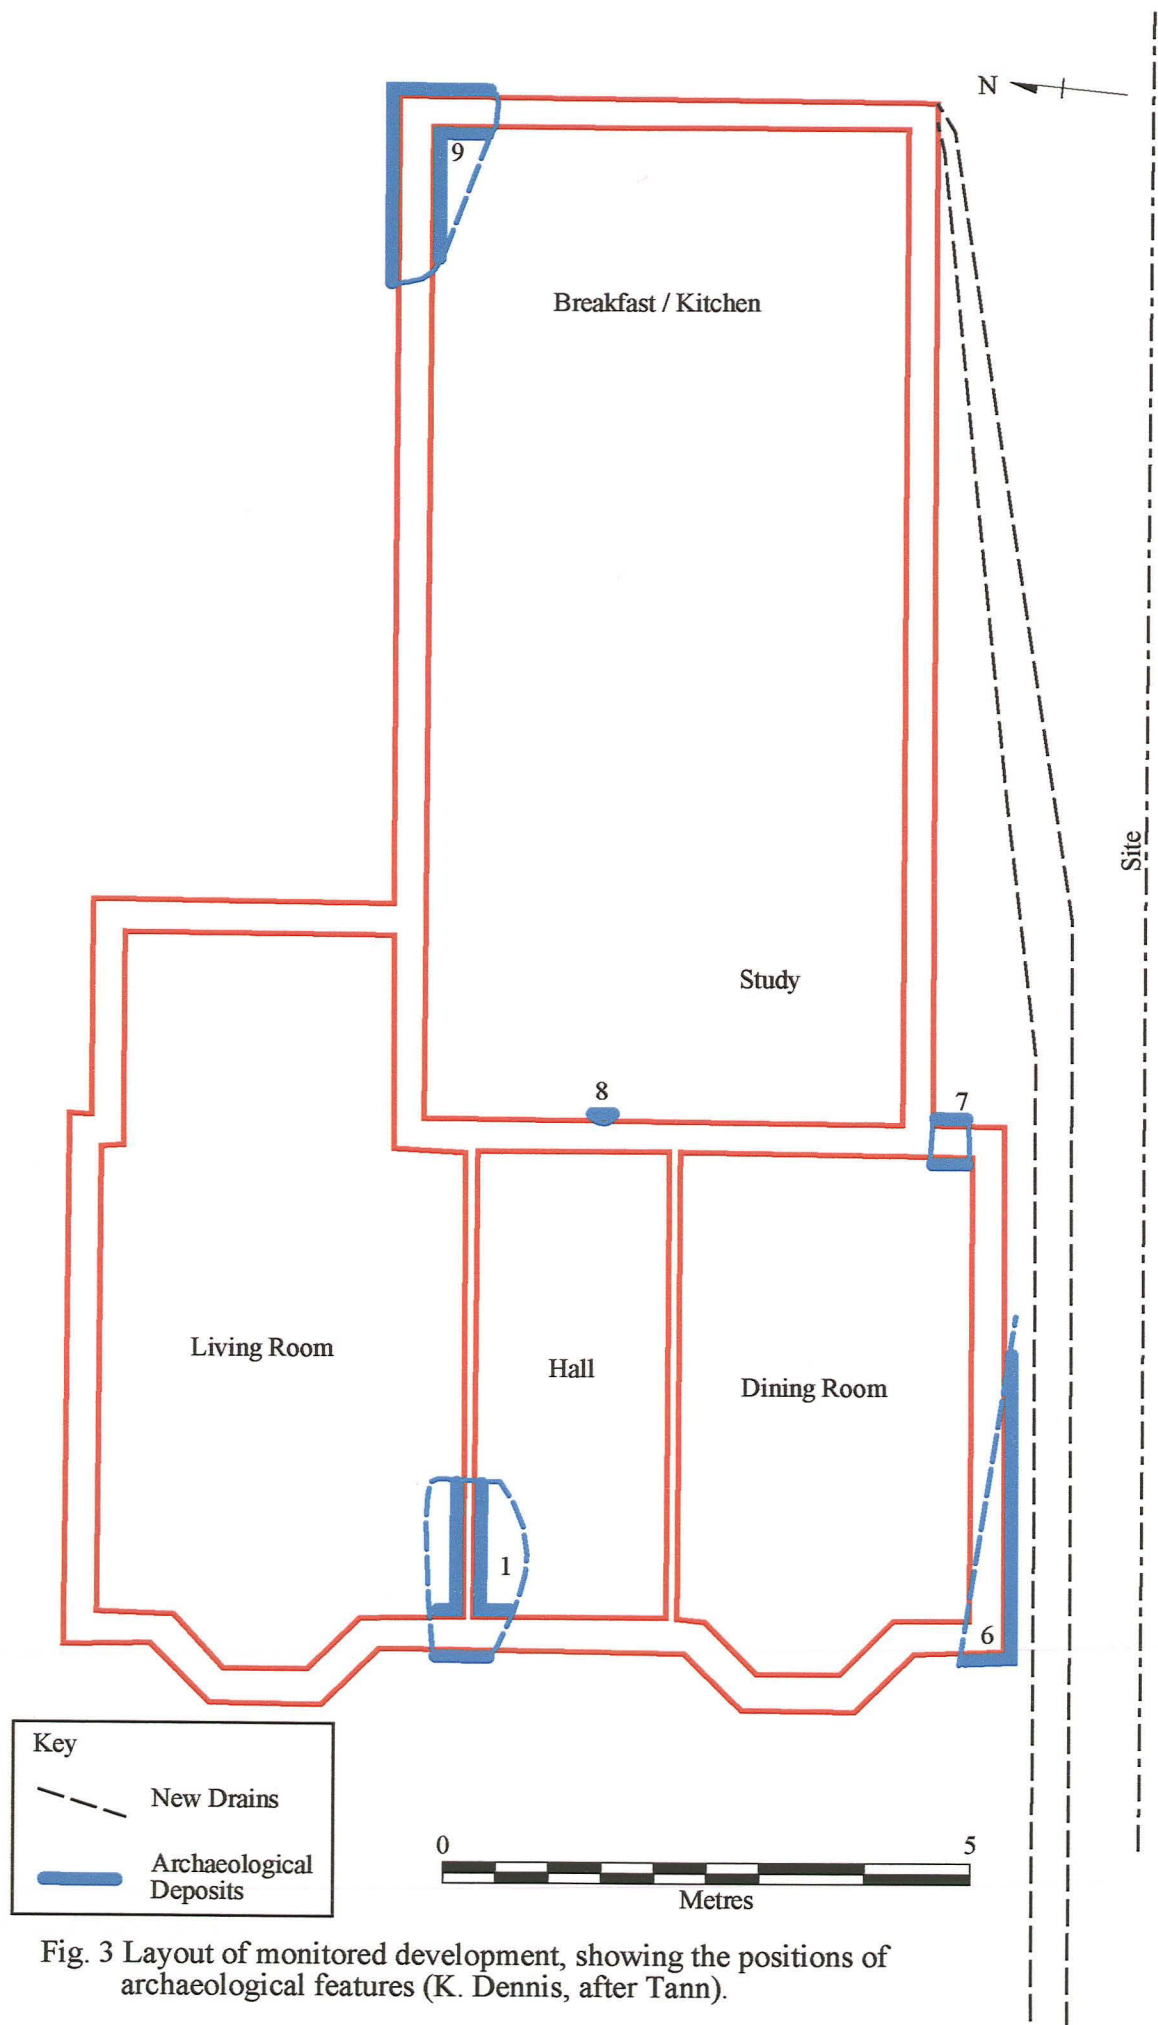 N
9
Breakfast / Kitchen
Site
Study
8
7
Living Room
Hall
Dining Room
1
6
Key
New Drains
Archaeological
Deposits
0 5
Metres
Fig. 3 Layout of monitored development, showing the positions of
archaeological features (K. Dennis, after Tann).